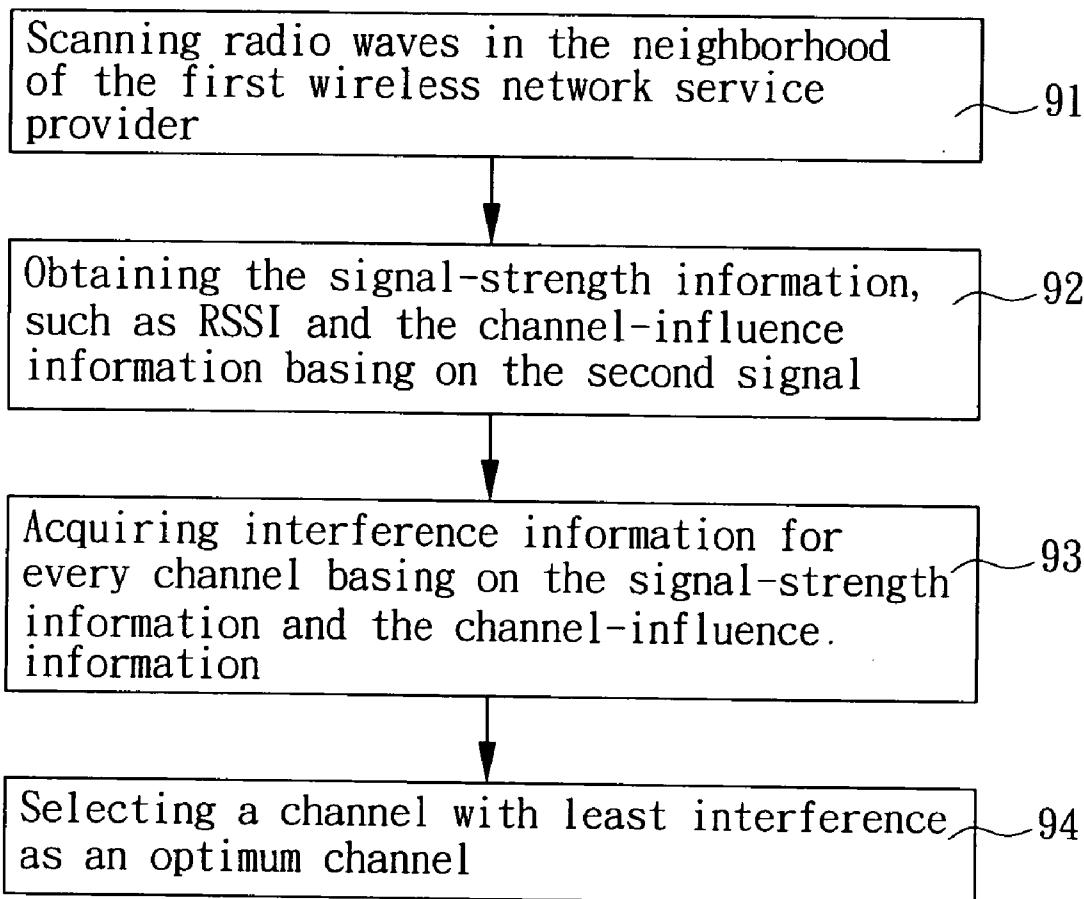 Scanning radio waves in the neighborhood
of the first wireless network service
provider
91
Obtaining the signal-strength information,
such as RSSI and the channel-influence
information basing on the second signal
92
Acquiring interference information for
every channel basing on the signal-strength
information and the channel-influence.
information
93
Selecting a channel with least interference
as an optimum channel
94